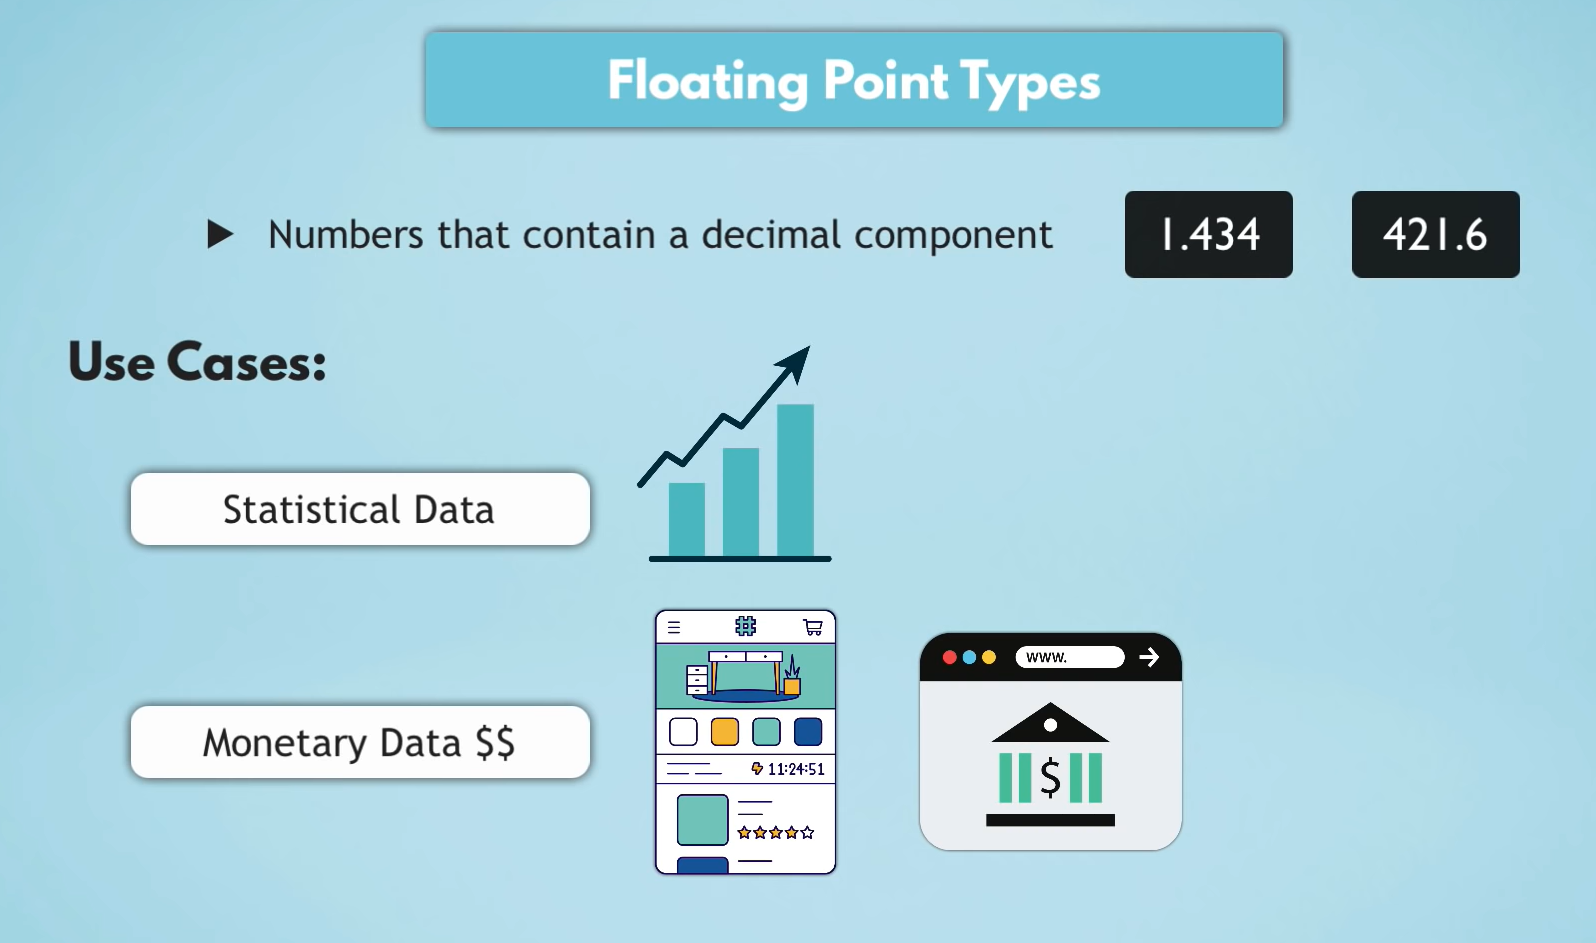 Floating Point Types
Numbers that contain a decimal component
1.434
421.6
Use Cases:
Statistical Data
Monetary Data $$
11:24:51
www.
$